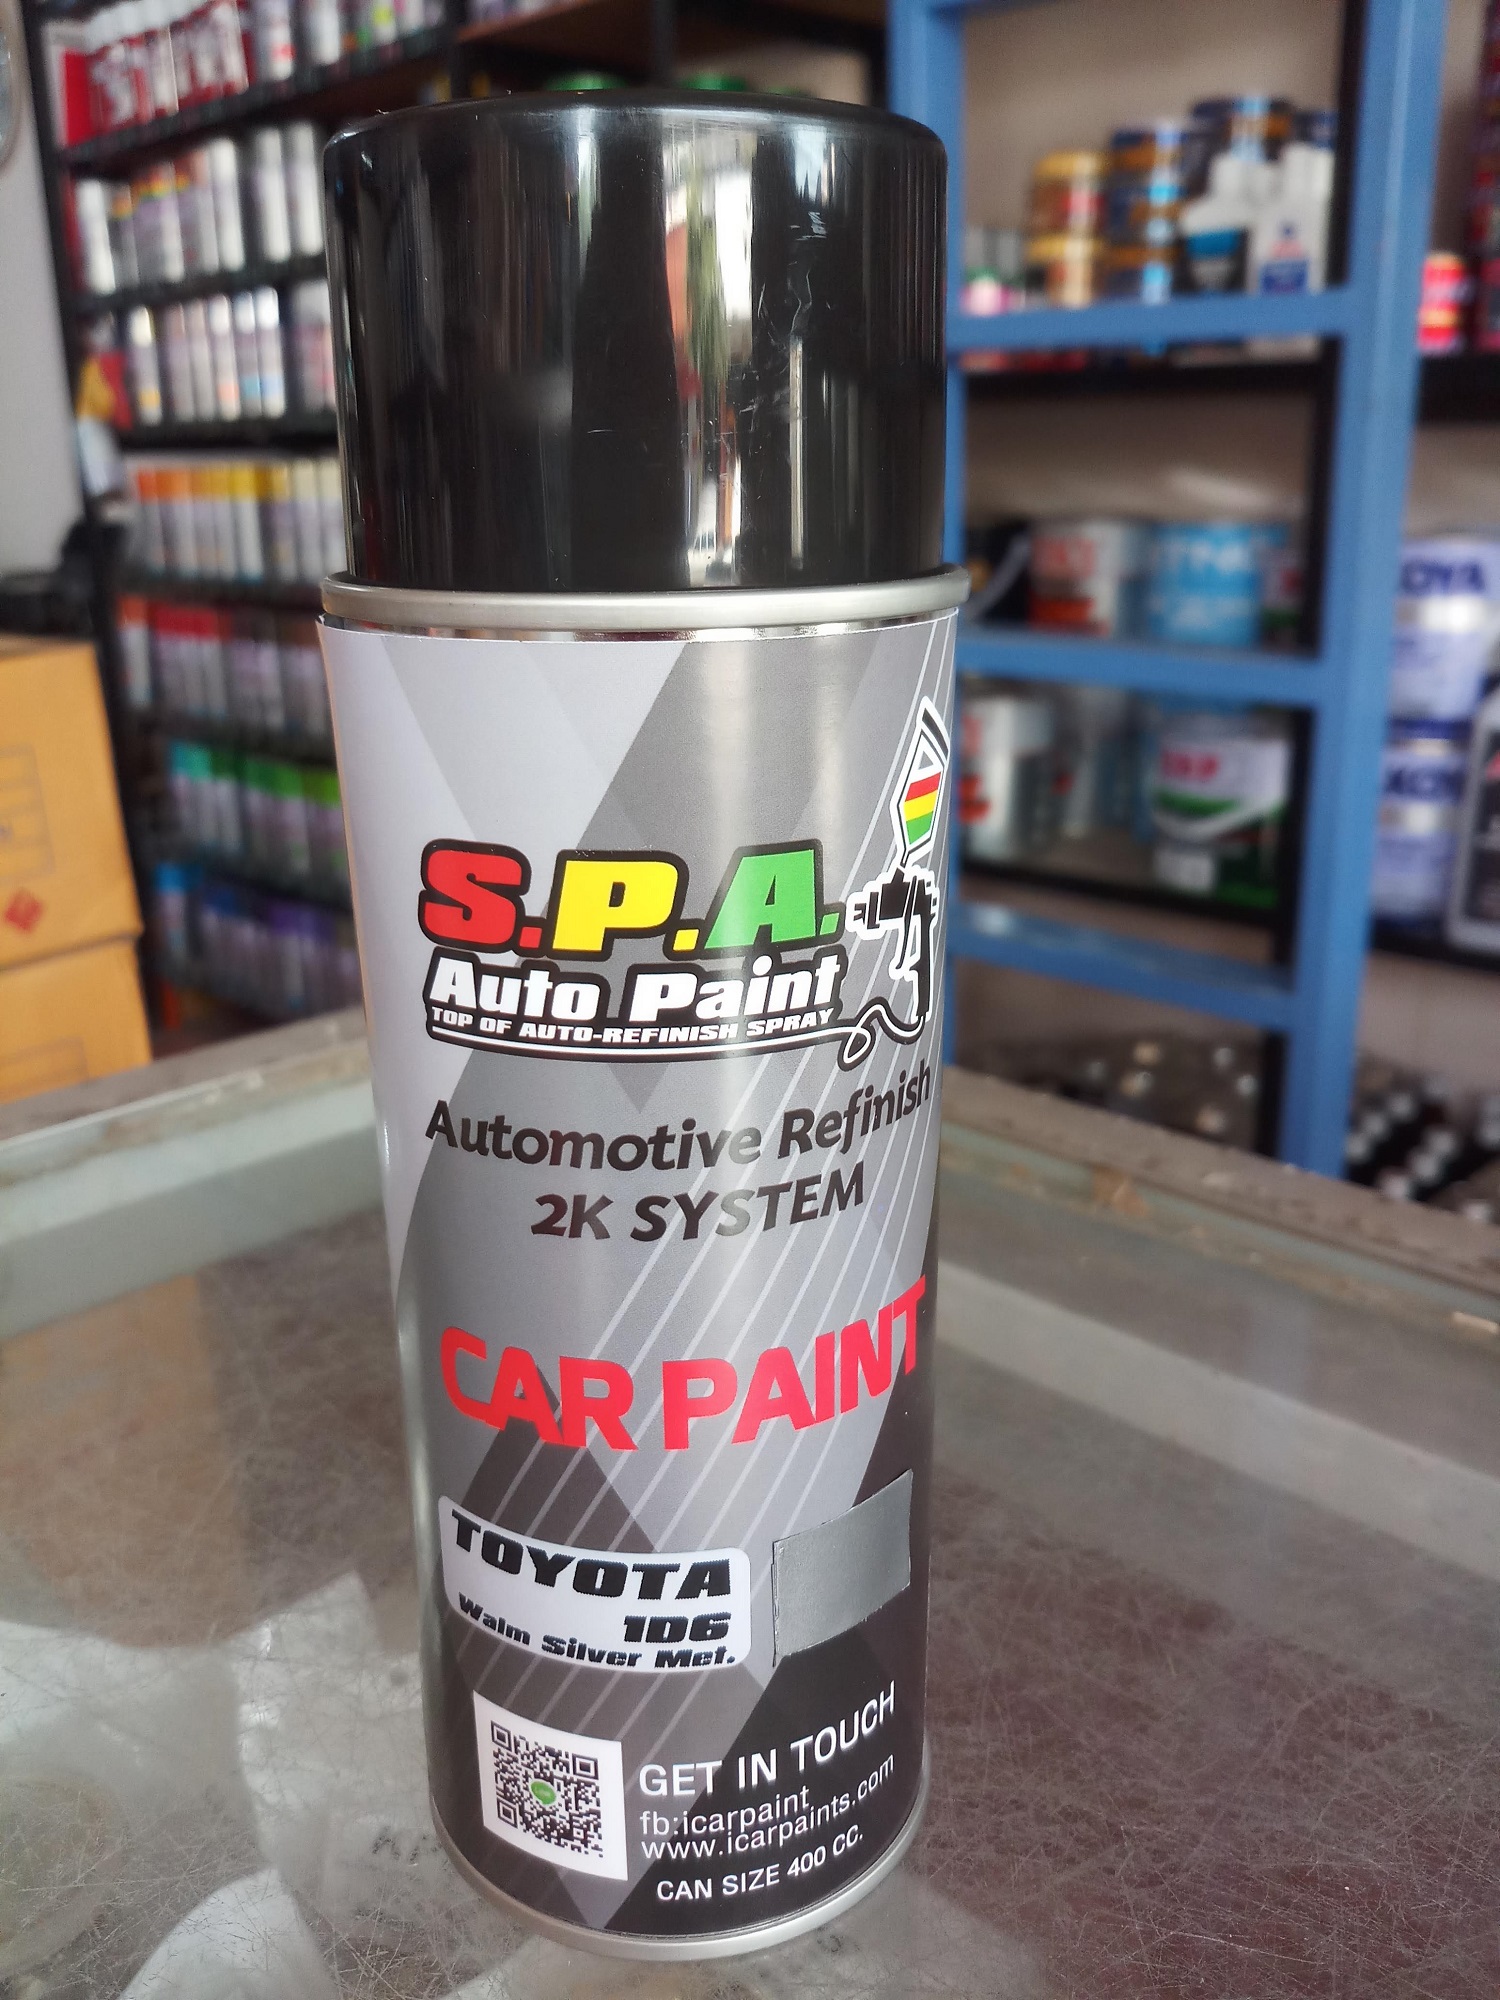 S.P.A.
Auto Paint
TOP OF AUTO-REFINISH SPRAY
Automotive Refinish
2K SYSTEM
CAR PAINT
TOYOTA
1D6
Walm Silver Met.
GET IN TOUCH
fb:icarpaint
www.icarpaints.com
CAN SIZE 400 CC.